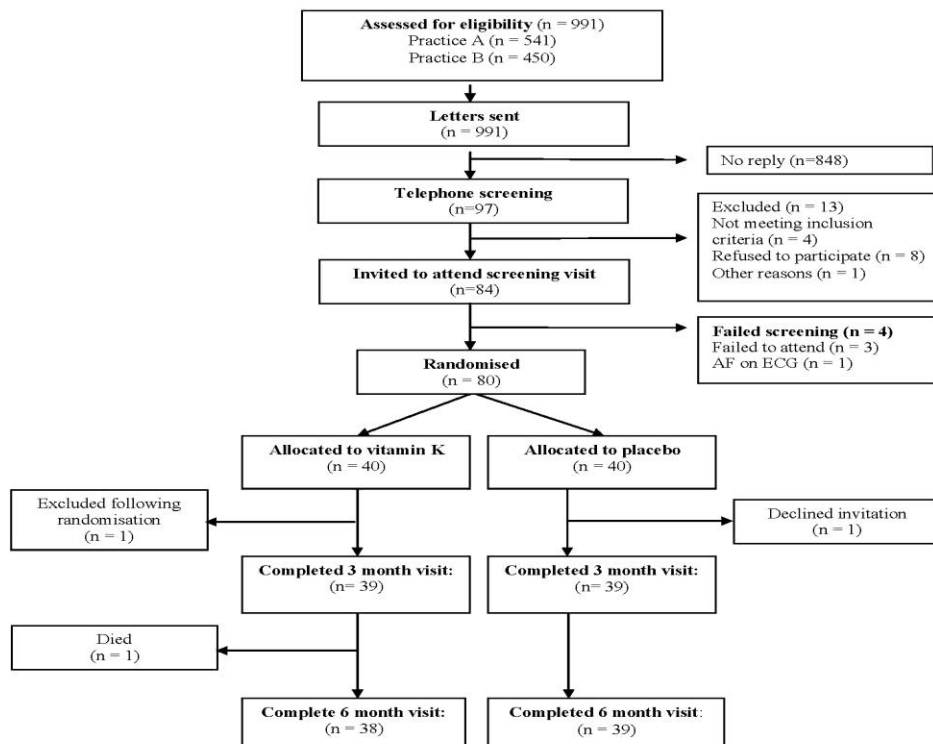 Assessed for eligibility (n = 991)
Practice A (n = 541)
Practice B (n = 450)
Letters sent
(n = 991)
No reply (n=848)
Telephone screening
(n=97)
Excluded (n = 13)
Not meeting inclusion
criteria (n = 4)
Refused to participate (n = 8)
Other reasons (n = 1)
Invited to attend screening visit
(n=84)
Failed screening (n = 4)
Failed to attend (n = 3)
AF on ECG (n = 1)
Randomised
(n = 80)
Allocated to vitamin K
(n = 40)
Allocated to placebo
(n = 40)
Excluded following
randomisation
(n = 1)
Declined invitation
(n = 1)
Completed 3 month visit:
(n= 39)
Completed 3 month visit:
(n= 39)
Died
(n = 1)
Complete 6 month visit:
(n = 38)
Completed 6 month visit:
(n = 39)